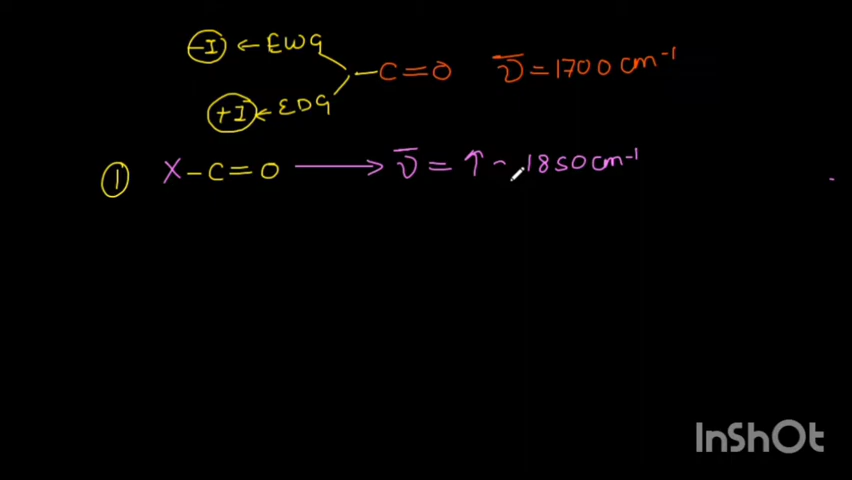 -I ← EWG
-C=O ν̅ = 1700 cm⁻¹
+I ← EDG
① X-C=O ⟶ ν̅ = ↑ ~ 1850 cm⁻¹
InShOt